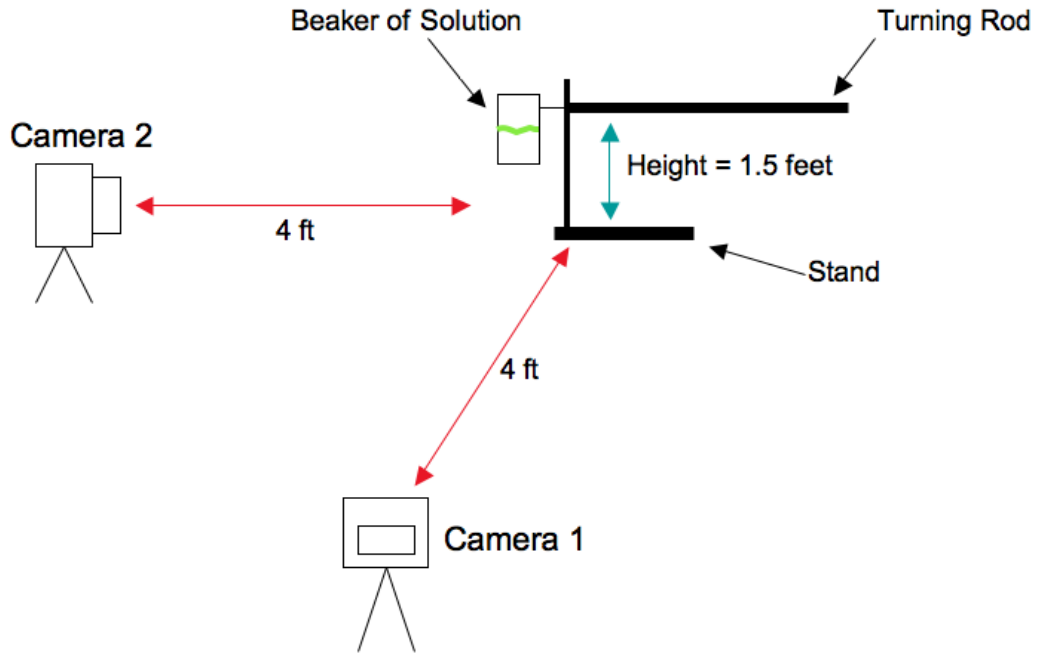 Beaker of Solution
Turning Rod
Camera 2
Height = 1.5 feet
4 ft
Stand
4 ft
Camera 1